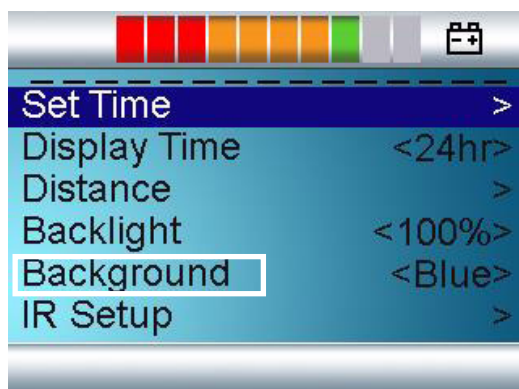 Set Time >
Display Time <24hr>
Distance >
Backlight <100%>
Background <Blue>
IR Setup >